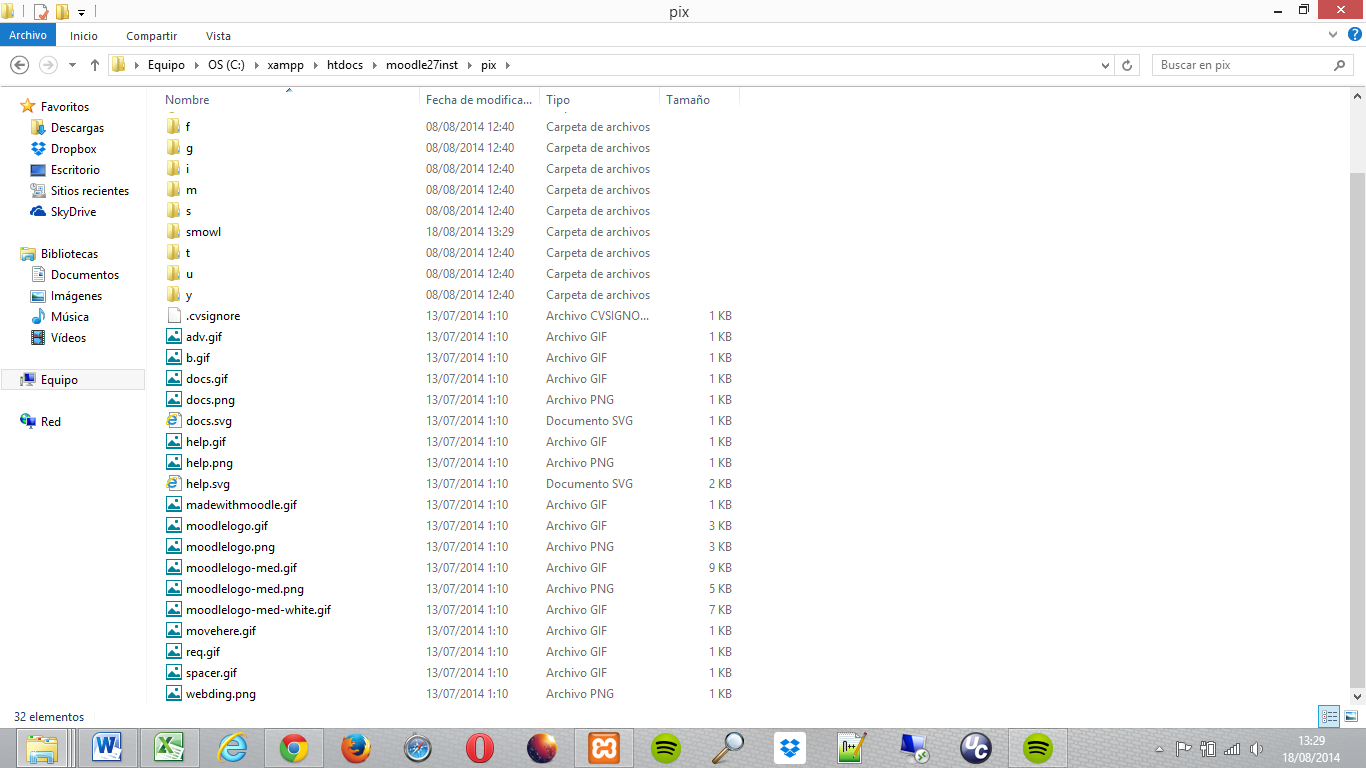 pix
Archivo Inicio Compartir Vista
Equipo OS (C:) xampp htdocs moodle27inst pix
Buscar en pix
Favoritos
Descargas
Dropbox
Escritorio
Sitios recientes
SkyDrive
Bibliotecas
Documentos
Imágenes
Música
Vídeos
Equipo
Red
Nombre Fecha de modifica... Tipo Tamaño
f 08/08/2014 12:40 Carpeta de archivos
g 08/08/2014 12:40 Carpeta de archivos
i 08/08/2014 12:40 Carpeta de archivos
m 08/08/2014 12:40 Carpeta de archivos
s 08/08/2014 12:40 Carpeta de archivos
smowl 18/08/2014 13:29 Carpeta de archivos
t 08/08/2014 12:40 Carpeta de archivos
u 08/08/2014 12:40 Carpeta de archivos
y 08/08/2014 12:40 Carpeta de archivos
.cvsignore 13/07/2014 1:10 Archivo CVSIGNO... 1 KB
adv.gif 13/07/2014 1:10 Archivo GIF 1 KB
b.gif 13/07/2014 1:10 Archivo GIF 1 KB
docs.gif 13/07/2014 1:10 Archivo GIF 1 KB
docs.png 13/07/2014 1:10 Archivo PNG 1 KB
docs.svg 13/07/2014 1:10 Documento SVG 1 KB
help.gif 13/07/2014 1:10 Archivo GIF 1 KB
help.png 13/07/2014 1:10 Archivo PNG 1 KB
help.svg 13/07/2014 1:10 Documento SVG 2 KB
madewithmoodle.gif 13/07/2014 1:10 Archivo GIF 1 KB
moodlelogo.gif 13/07/2014 1:10 Archivo GIF 3 KB
moodlelogo.png 13/07/2014 1:10 Archivo PNG 3 KB
moodlelogo-med.gif 13/07/2014 1:10 Archivo GIF 9 KB
moodlelogo-med.png 13/07/2014 1:10 Archivo PNG 5 KB
moodlelogo-med-white.gif 13/07/2014 1:10 Archivo GIF 7 KB
movehere.gif 13/07/2014 1:10 Archivo GIF 1 KB
req.gif 13/07/2014 1:10 Archivo GIF 1 KB
spacer.gif 13/07/2014 1:10 Archivo GIF 1 KB
webding.png 13/07/2014 1:10 Archivo PNG 1 KB
32 elementos
13:29
18/08/2014